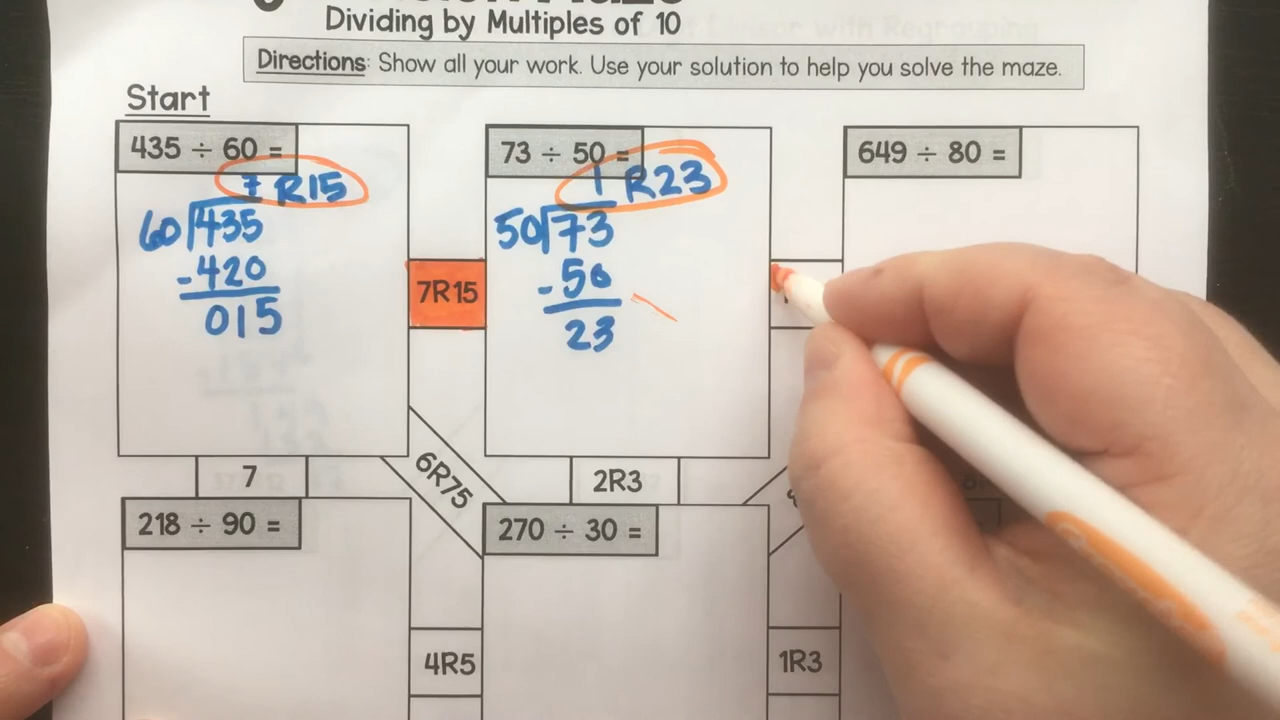 Dividing by Multiples of 10
Directions: Show all your work. Use your solution to help you solve the maze.
Start
435 ÷ 60 =
7 R15
60 435
-420
015
7R15
73 ÷ 50 =
1 R23
50 73
-50
23
649 ÷ 80 =
7
6R75
2R3
218 ÷ 90 =
270 ÷ 30 =
4R5
1R3